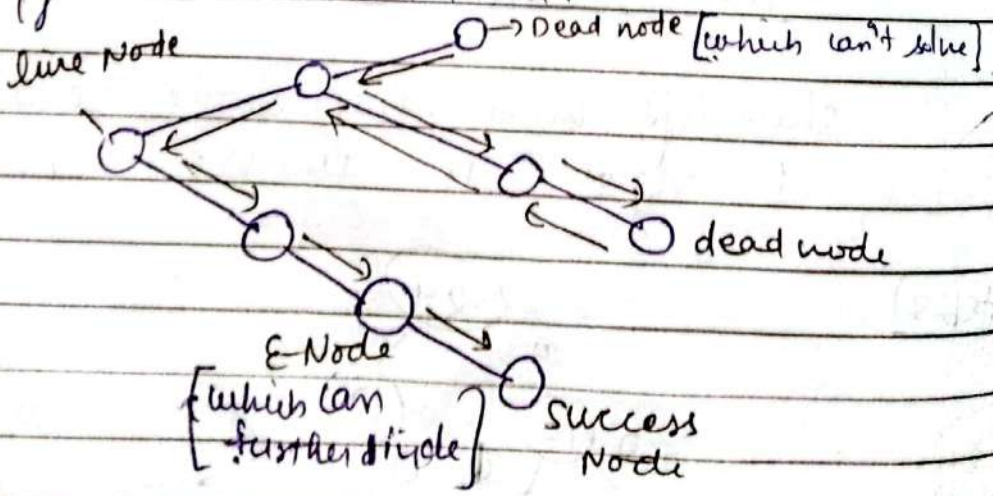 → Dead node [which can't solve]
live Node
dead node
E-Node
[which can
further divide]
Success
Node